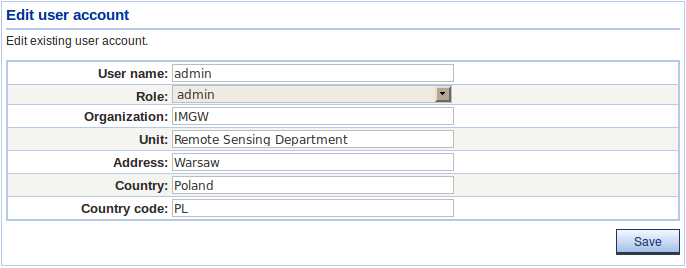 Edit user account
Edit existing user account.
User name: admin
Role: admin
Organization: IMGW
Unit: Remote Sensing Department
Address: Warsaw
Country: Poland
Country code: PL
Save